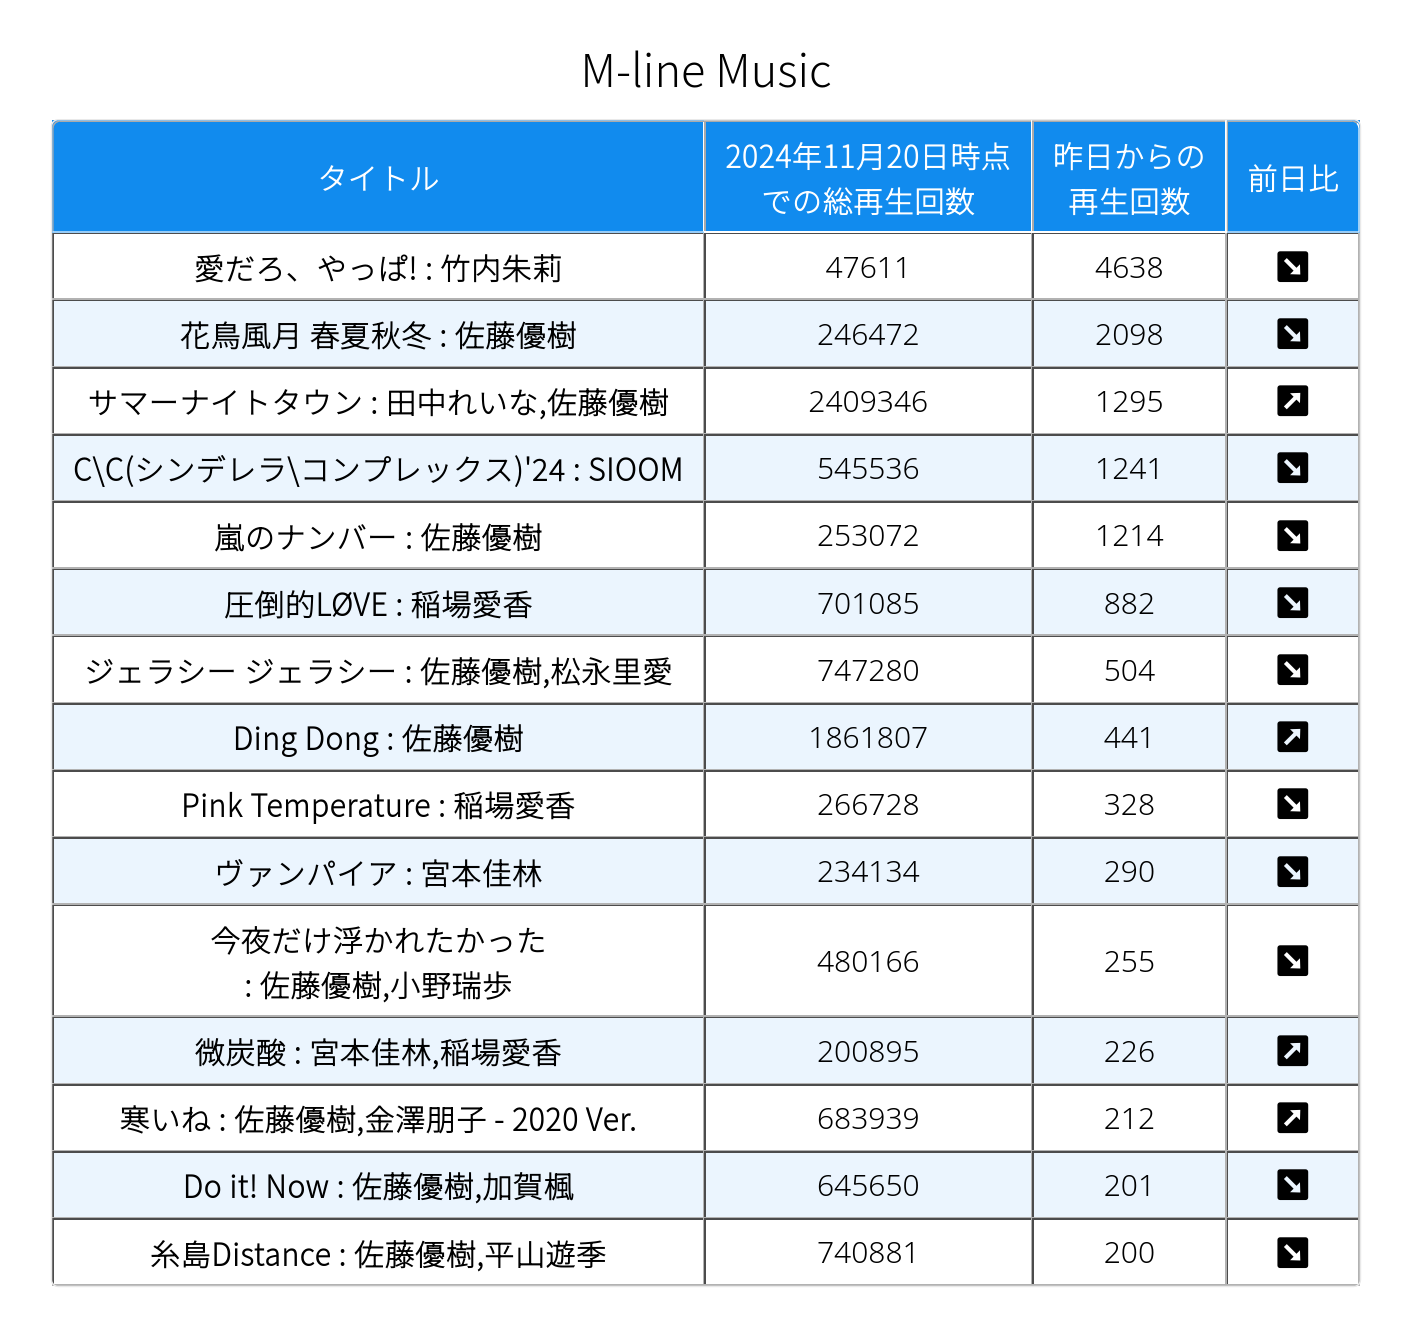 M-line Music
タイトル
2024年11月20日時点
での総再生回数
昨日からの
再生回数
前日比
愛だろ、やっぱ! : 竹内朱莉 47611 4638 ↘
花鳥風月 春夏秋冬 : 佐藤優樹 246472 2098 ↘
サマーナイトタウン : 田中れいな,佐藤優樹 2409346 1295 ↗
C\C(シンデレラ\コンプレックス)'24 : SIOOM 545536 1241 ↘
嵐のナンバー : 佐藤優樹 253072 1214 ↘
圧倒的LØVE : 稲場愛香 701085 882 ↘
ジェラシー ジェラシー : 佐藤優樹,松永里愛 747280 504 ↘
Ding Dong : 佐藤優樹 1861807 441 ↗
Pink Temperature : 稲場愛香 266728 328 ↘
ヴァンパイア : 宮本佳林 234134 290 ↘
今夜だけ浮かれたかった
: 佐藤優樹,小野瑞歩 480166 255 ↘
微炭酸 : 宮本佳林,稲場愛香 200895 226 ↗
寒いね : 佐藤優樹,金澤朋子 - 2020 Ver. 683939 212 ↗
Do it! Now : 佐藤優樹,加賀楓 645650 201 ↘
糸島Distance : 佐藤優樹,平山遊季 740881 200 ↘